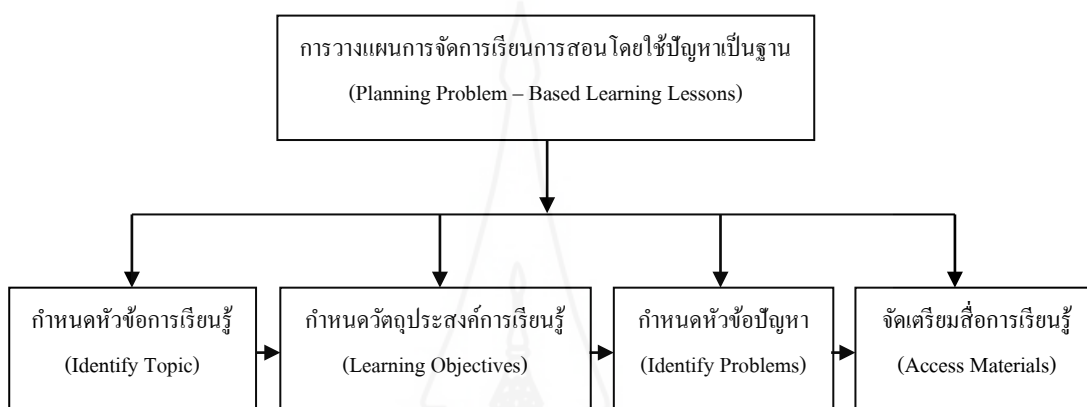 การวางแผนการจัดการเรียนการสอนโดยใช้ปัญหาเป็นฐาน
(Planning Problem – Based Learning Lessons)
กำหนดหัวข้อการเรียนรู้
(Identify Topic)
กำหนดวัตถุประสงค์การเรียนรู้
(Learning Objectives)
กำหนดหัวข้อปัญหา
(Identify Problems)
จัดเตรียมสื่อการเรียนรู้
(Access Materials)